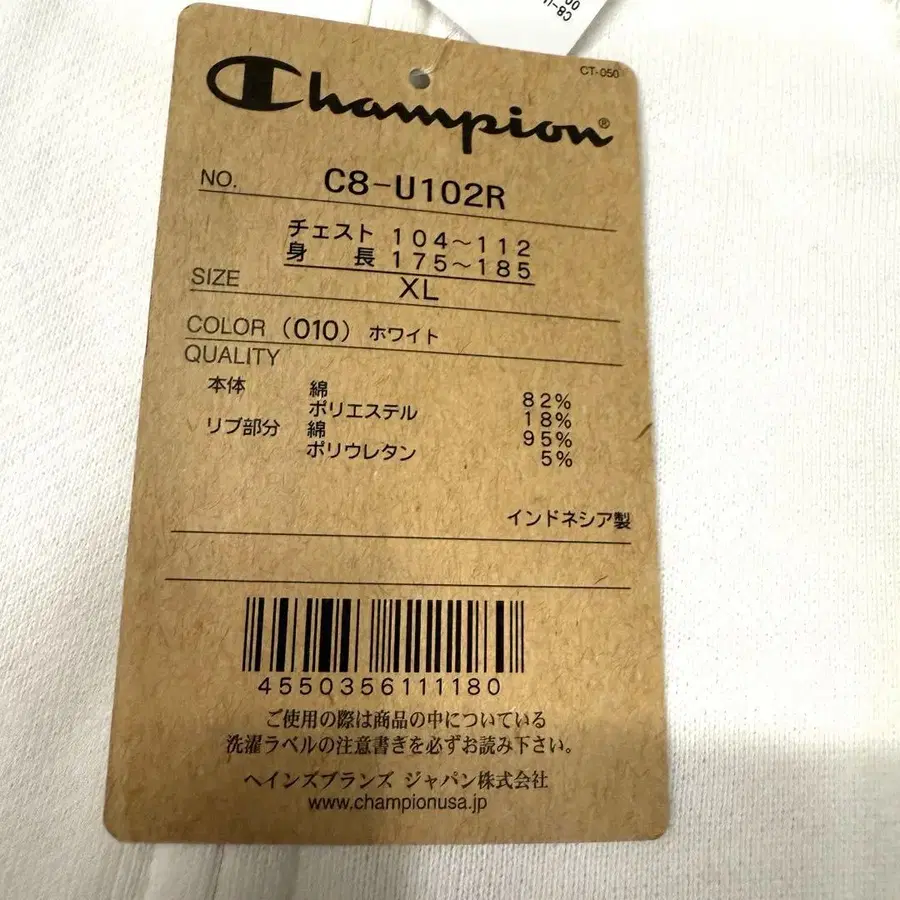 C8-U
00
CT-050
Champion®
NO. C8-U102R
チェスト 104～112
身 長 175～185
SIZE XL
COLOR (010) ホワイト
QUALITY
本体 綿 82%
ポリエステル 18%
リブ部分 綿 95%
ポリウレタン 5%
インドネシア製
4550356111180
ご使用の際は商品の中についている
洗濯ラベルの注意書きを必ずお読み下さい。
ヘインズブランズ ジャパン株式会社
www.championusa.jp